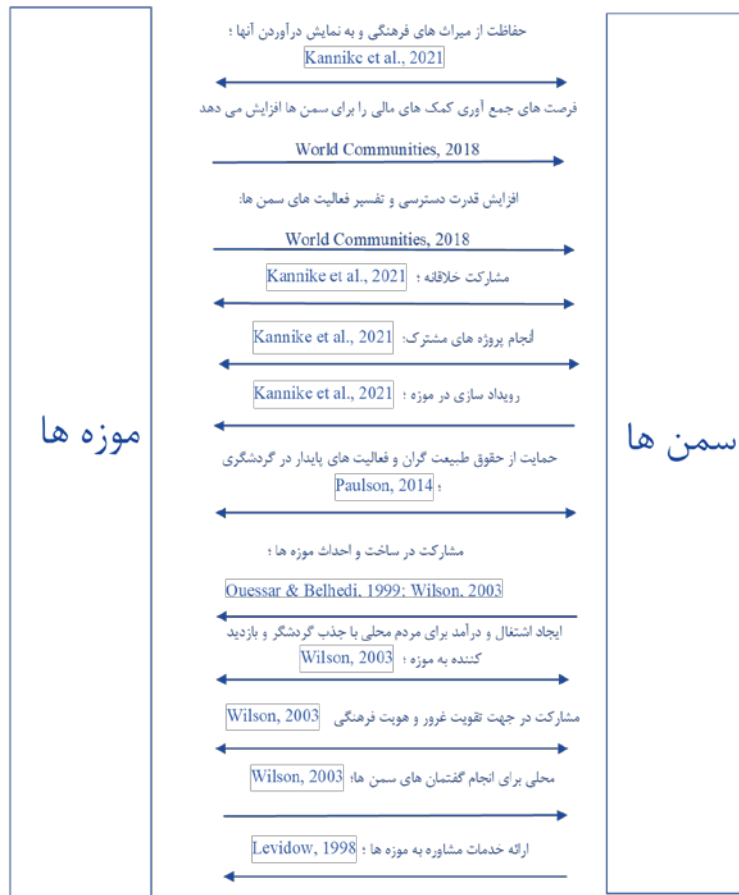 حفاظت از میراث های فرهنگی و به نمایش درآوردن آنها ؛
Kannike et al., 2021
فرصت های جمع آوری کمک های مالی را برای سمن ها افزایش می دهد
World Communities, 2018
افزایش قدرت دسترسی و تفسیر فعالیت های سمن ها:
World Communities, 2018
مشارکت خلاقانه ؛ Kannike et al., 2021
انجام پروژه های مشترک: Kannike et al., 2021
رویداد سازی در موزه ؛ Kannike et al., 2021
موزه ها
سمن ها
حمایت از حقوق طبیعت گران و فعالیت های پایدار در گردشگری
؛ Paulson, 2014
مشارکت در ساخت و احداث موزه ها ؛
Ouessar & Belhedi, 1999; Wilson, 2003
ایجاد اشتغال و درآمد برای مردم محلی با جذب گردشگر و بازدید
کننده به موزه ؛ Wilson, 2003
مشارکت در جهت تقویت غرور و هویت فرهنگی Wilson, 2003
محلی برای انجام گفتمان های سمن ها؛ Wilson, 2003
ارائه خدمات مشاوره به موزه ها ؛ Levidow, 1998